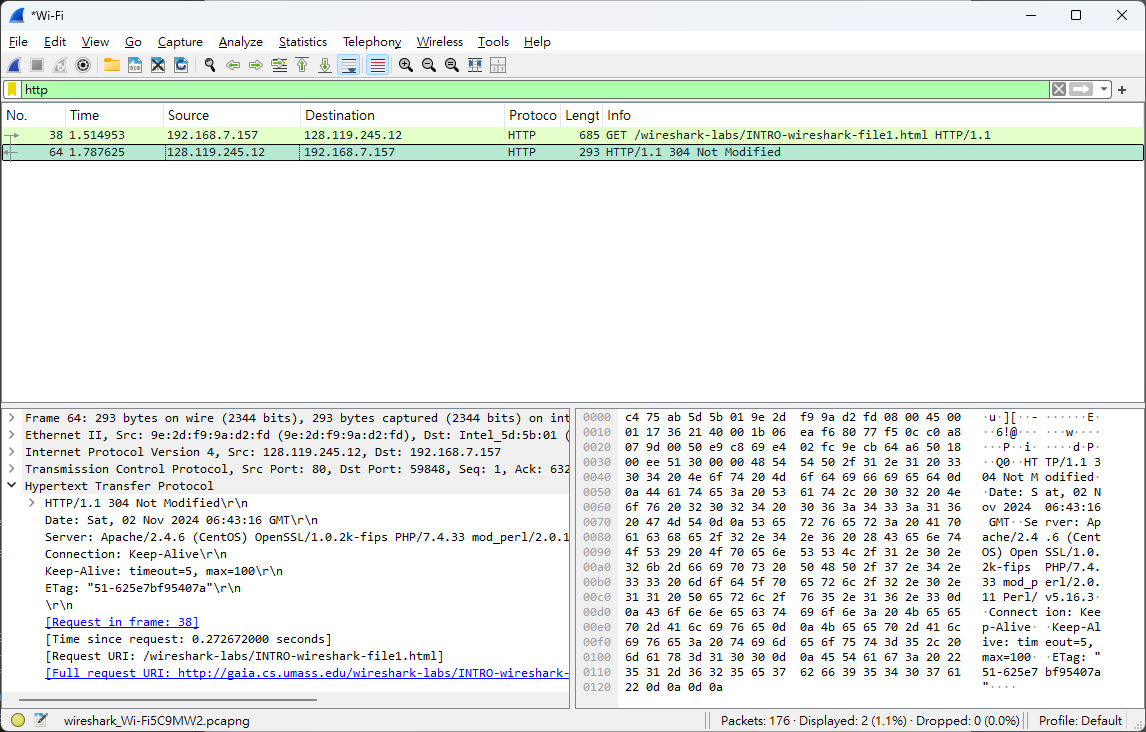 *Wi-Fi
File Edit View Go Capture Analyze Statistics Telephony Wireless Tools Help
http
No. Time Source Destination Protoco Lengt Info
38 1.514953 192.168.7.157 128.119.245.12 HTTP 685 GET /wireshark-labs/INTRO-wireshark-file1.html HTTP/1.1
64 1.787625 128.119.245.12 192.168.7.157 HTTP 293 HTTP/1.1 304 Not Modified
Frame 64: 293 bytes on wire (2344 bits), 293 bytes captured (2344 bits) on int
Ethernet II, Src: 9e:2d:f9:9a:d2:fd (9e:2d:f9:9a:d2:fd), Dst: Intel_5d:5b:01 (
Internet Protocol Version 4, Src: 128.119.245.12, Dst: 192.168.7.157
Transmission Control Protocol, Src Port: 80, Dst Port: 59848, Seq: 1, Ack: 632
Hypertext Transfer Protocol
HTTP/1.1 304 Not Modified\r\n
Date: Sat, 02 Nov 2024 06:43:16 GMT\r\n
Server: Apache/2.4.6 (CentOS) OpenSSL/1.0.2k-fips PHP/7.4.33 mod_perl/2.0.1
Connection: Keep-Alive\r\n
Keep-Alive: timeout=5, max=100\r\n
ETag: "51-625e7bf95407a"\r\n
\r\n
[Request in frame: 38]
[Time since request: 0.272672000 seconds]
[Request URI: /wireshark-labs/INTRO-wireshark-file1.html]
[Full request URI: http://gaia.cs.umass.edu/wireshark-labs/INTRO-wireshark-
0000 c4 75 ab 5d 5b 01 9e 2d f9 9a d2 fd 08 00 45 00 ·u·][··- ······E·
0010 01 17 36 21 40 00 1b 06 ea f6 80 77 f5 0c c0 a8 ··6!@··· ···w····
0020 07 9d 00 50 e9 c8 69 e4 02 fc 9e cb 64 a6 50 18 ···P··i· ····d·P·
0030 00 ee 51 30 00 00 48 54 54 50 2f 31 2e 31 20 33 ··Q0··HT TP/1.1 3
0040 30 34 20 4e 6f 74 20 4d 6f 64 69 66 69 65 64 0d 04 Not M odified·
0050 0a 44 61 74 65 3a 20 53 61 74 2c 20 30 32 20 4e ·Date: S at, 02 N
0060 6f 76 20 32 30 32 34 20 30 36 3a 34 33 3a 31 36 ov 2024 06:43:16
0070 20 47 4d 54 0d 0a 53 65 72 76 65 72 3a 20 41 70 GMT··Se rver: Ap
0080 61 63 68 65 2f 32 2e 34 2e 36 20 28 43 65 6e 74 ache/2.4 .6 (Cent
0090 4f 53 29 20 4f 70 65 6e 53 53 4c 2f 31 2e 30 2e OS) Open SSL/1.0.
00a0 32 6b 2d 66 69 70 73 20 50 48 50 2f 37 2e 34 2e 2k-fips PHP/7.4.
00b0 33 33 20 6d 6f 64 5f 70 65 72 6c 2f 32 2e 30 2e 33 mod_p erl/2.0.
00c0 31 31 20 50 65 72 6c 2f 76 35 2e 31 36 2e 33 0d 11 Perl/ v5.16.3·
00d0 0a 43 6f 6e 6e 65 63 74 69 6f 6e 3a 20 4b 65 65 ·Connect ion: Kee
00e0 70 2d 41 6c 69 76 65 0d 0a 4b 65 65 70 2d 41 6c p-Alive· ·Keep-Al
00f0 69 76 65 3a 20 74 69 6d 65 6f 75 74 3d 35 2c 20 ive: tim eout=5,
0100 6d 61 78 3d 31 30 30 0d 0a 45 54 61 67 3a 20 22 max=100· ·ETag: "
0110 35 31 2d 36 32 35 65 37 62 66 39 35 34 30 37 61 51-625e7 bf95407a
0120 22 0d 0a 0d 0a "····
wireshark_Wi-Fi5C9MW2.pcapng
Packets: 176 · Displayed: 2 (1.1%) · Dropped: 0 (0.0%)
Profile: Default